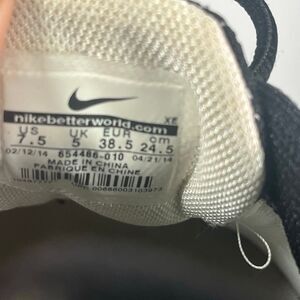 XE
nikebetterworld.com
US UK EUR cm
7.5 5 38.5 24.5
02/12/14 654486-010 04/21/14
MADE IN CHINA
FABRIQUE EN CHINE